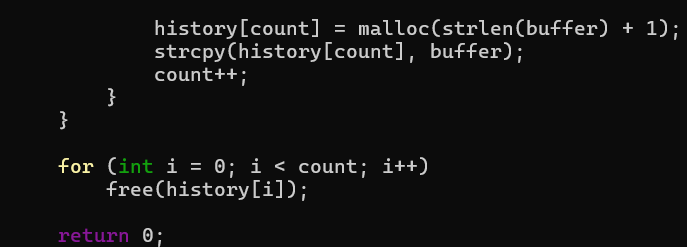 history[count] = malloc(strlen(buffer) + 1);
            strcpy(history[count], buffer);
            count++;
        }
    }
    for (int i = 0; i < count; i++)
        free(history[i]);
    return 0;